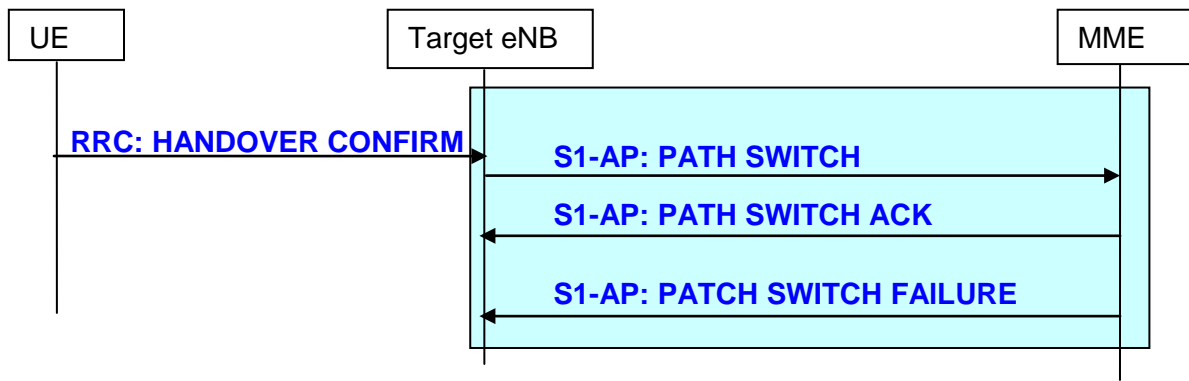 UE
Target eNB
MME
RRC: HANDOVER CONFIRM
S1-AP: PATH SWITCH
S1-AP: PATH SWITCH ACK
S1-AP: PATCH SWITCH FAILURE